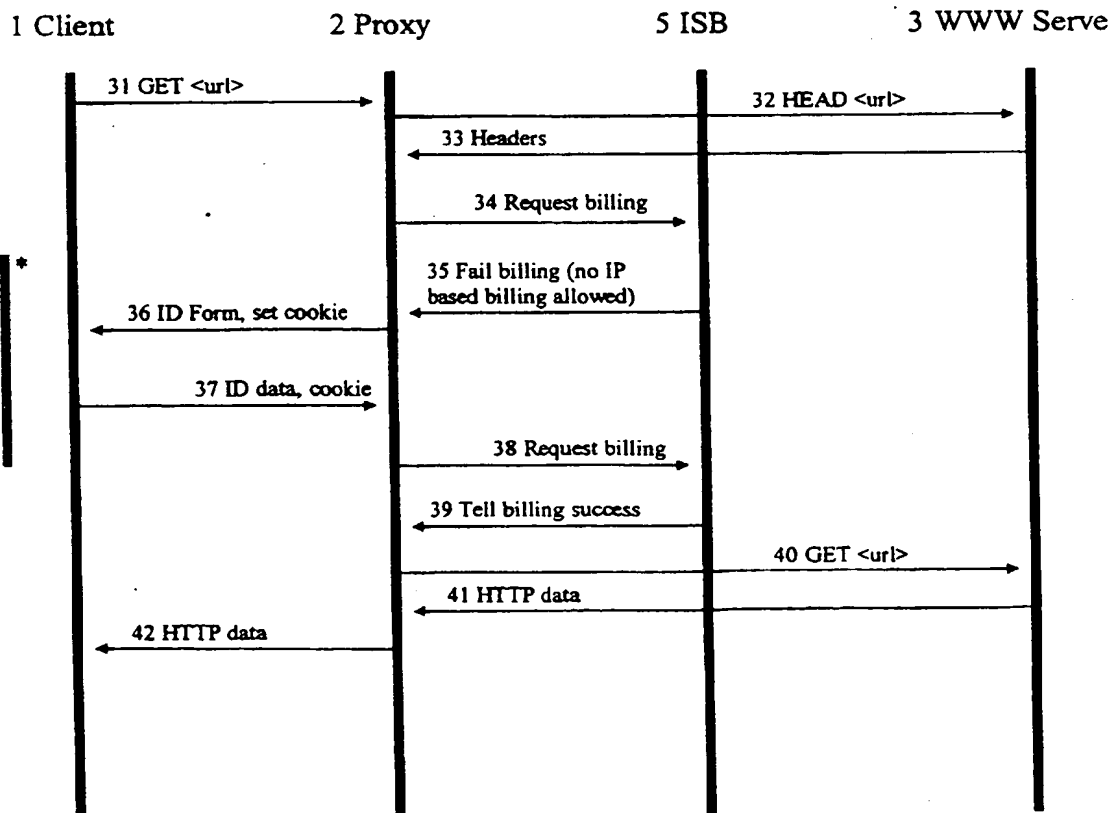 1 Client 2 Proxy 5 ISB 3 WWW Serve
31 GET <url>
32 HEAD <url>
33 Headers
34 Request billing
*
35 Fail billing (no IP
based billing allowed)
36 ID Form, set cookie
37 ID data, cookie
38 Request billing
39 Tell billing success
40 GET <url>
41 HTTP data
42 HTTP data